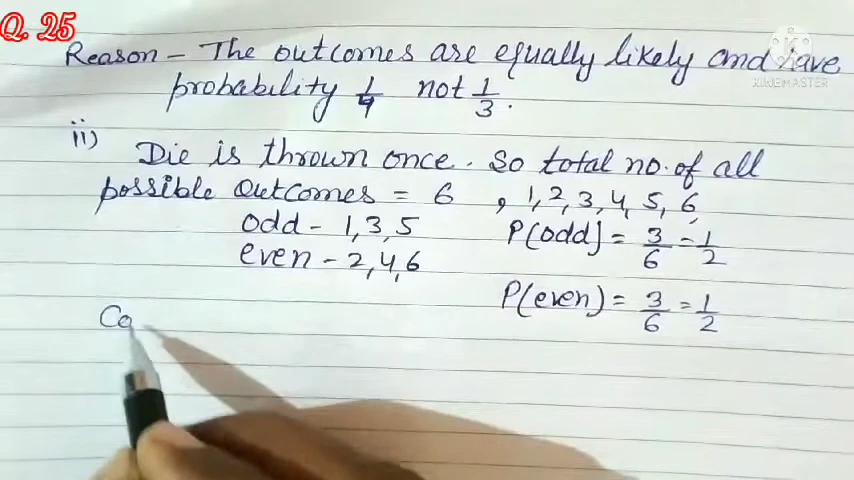 Q. 25
Reason - The outcomes are equally likely and have
KINEMASTER
probability 1/4 not 1/3.
ii) Die is thrown once. So total no. of all
possible outcomes = 6 , 1, 2, 3, 4, 5, 6
odd - 1, 3, 5 P(odd) = 3/6 = 1/2
even - 2, 4, 6
P(even) = 3/6 = 1/2
Co